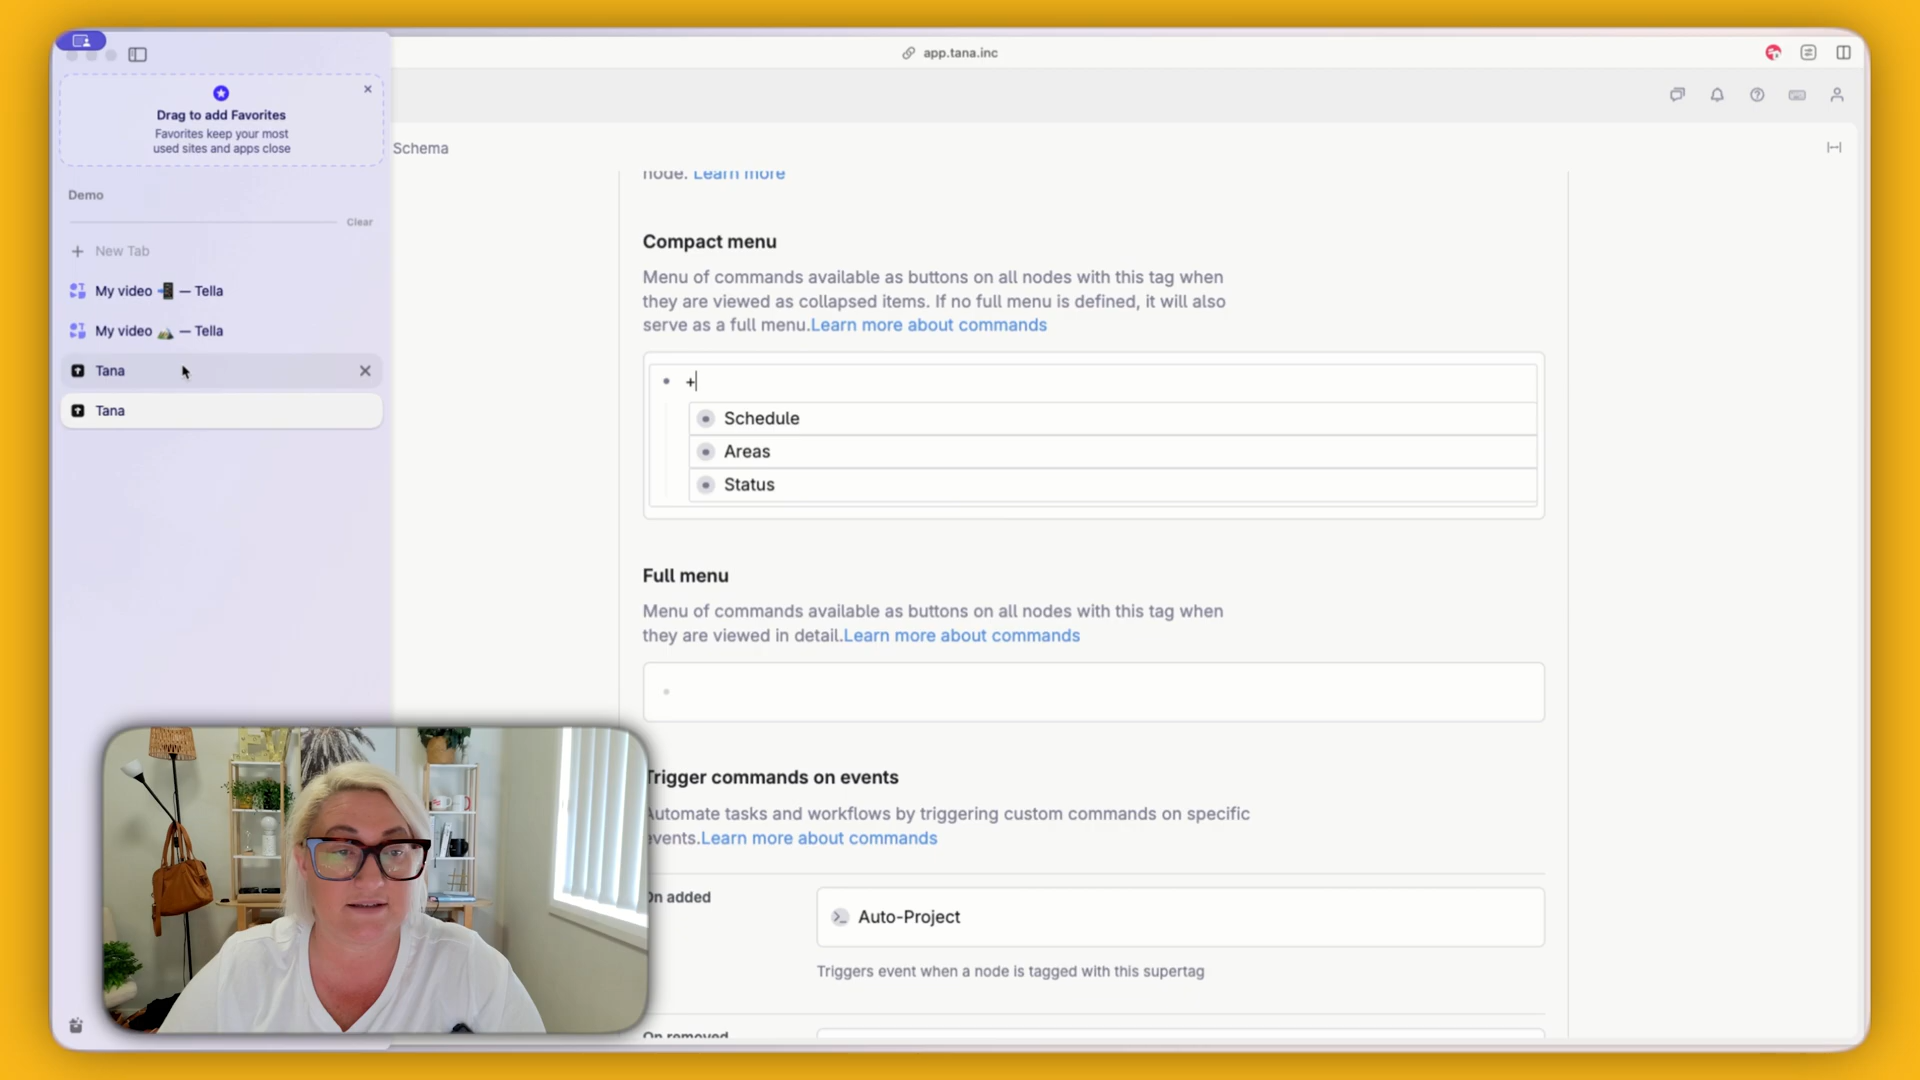 app.tana.inc
Drag to add Favorites
Favorites keep your most
used sites and apps close
Schema
Demo
Clear
New Tab
My video 📲 — Tella
My video 🏕️ — Tella
Tana
Tana
node. Learn more
Compact menu
Menu of commands available as buttons on all nodes with this tag when
they are viewed as collapsed items. If no full menu is defined, it will also
serve as a full menu.Learn more about commands
+
Schedule
Areas
Status
Full menu
Menu of commands available as buttons on all nodes with this tag when
they are viewed in detail.Learn more about commands
Trigger commands on events
Automate tasks and workflows by triggering custom commands on specific
events.Learn more about commands
On added
Auto-Project
Triggers event when a node is tagged with this supertag
On removed